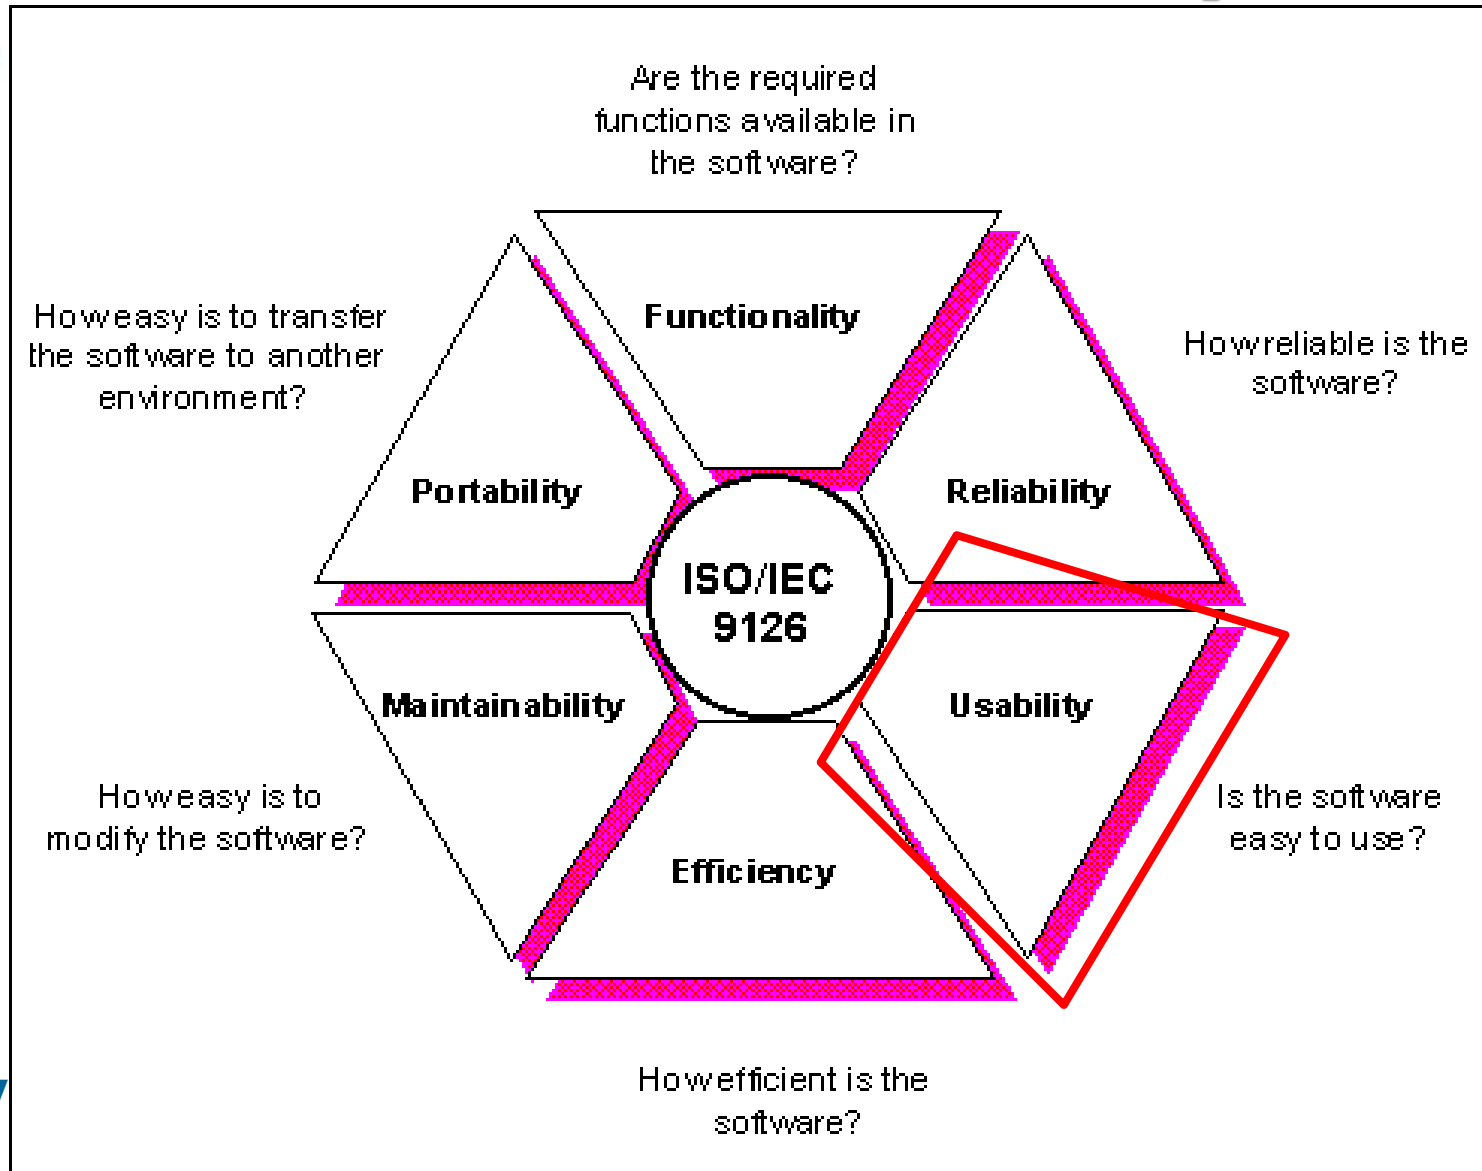 Are the required
functions available in
the software?
Functionality
How easy is to transfer
the software to another
environment?
How reliable is the
software?
Portability
Reliability
ISO/IEC
9126
Maintainability
Usability
How easy is to
modify the software?
Is the software
easy to use?
Efficiency
How efficient is the
software?